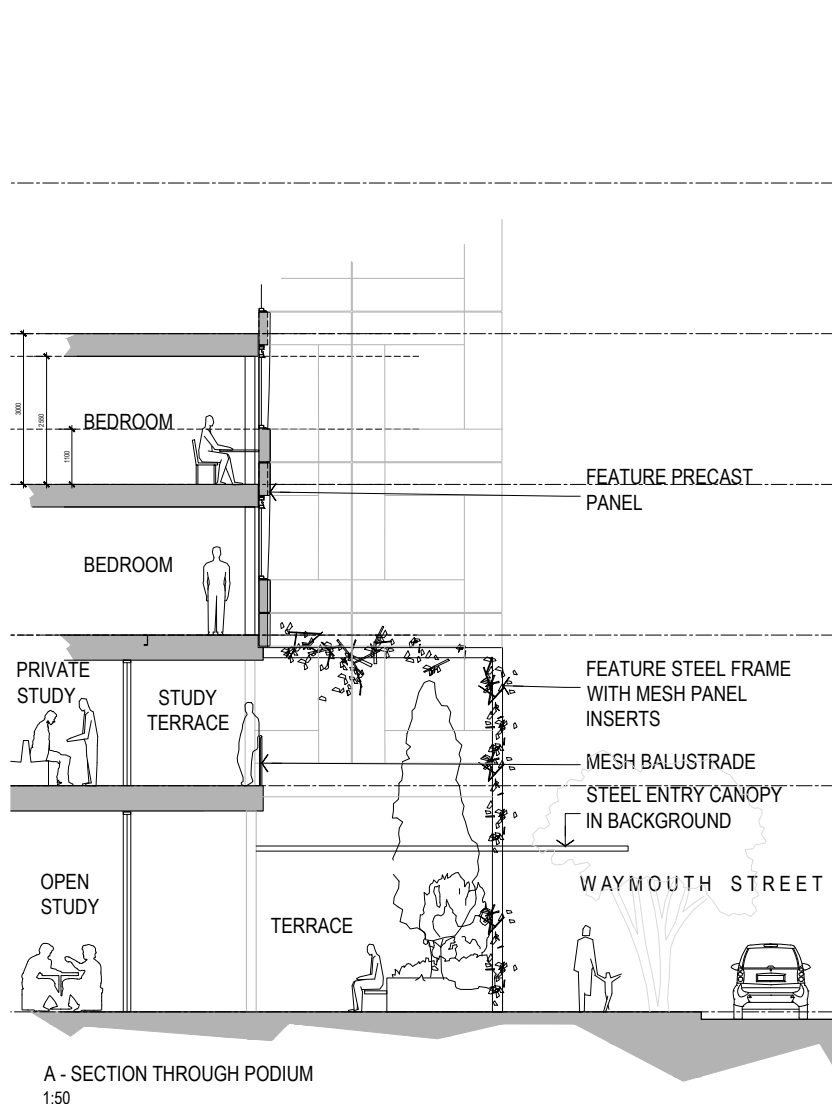 3000
2550
1100
BEDROOM
FEATURE PRECAST
PANEL
BEDROOM
PRIVATE
STUDY
STUDY
TERRACE
FEATURE STEEL FRAME
WITH MESH PANEL
INSERTS
MESH BALUSTRADE
STEEL ENTRY CANOPY
IN BACKGROUND
OPEN
STUDY
TERRACE
WAYMOUTH STREET
A - SECTION THROUGH PODIUM
1:50